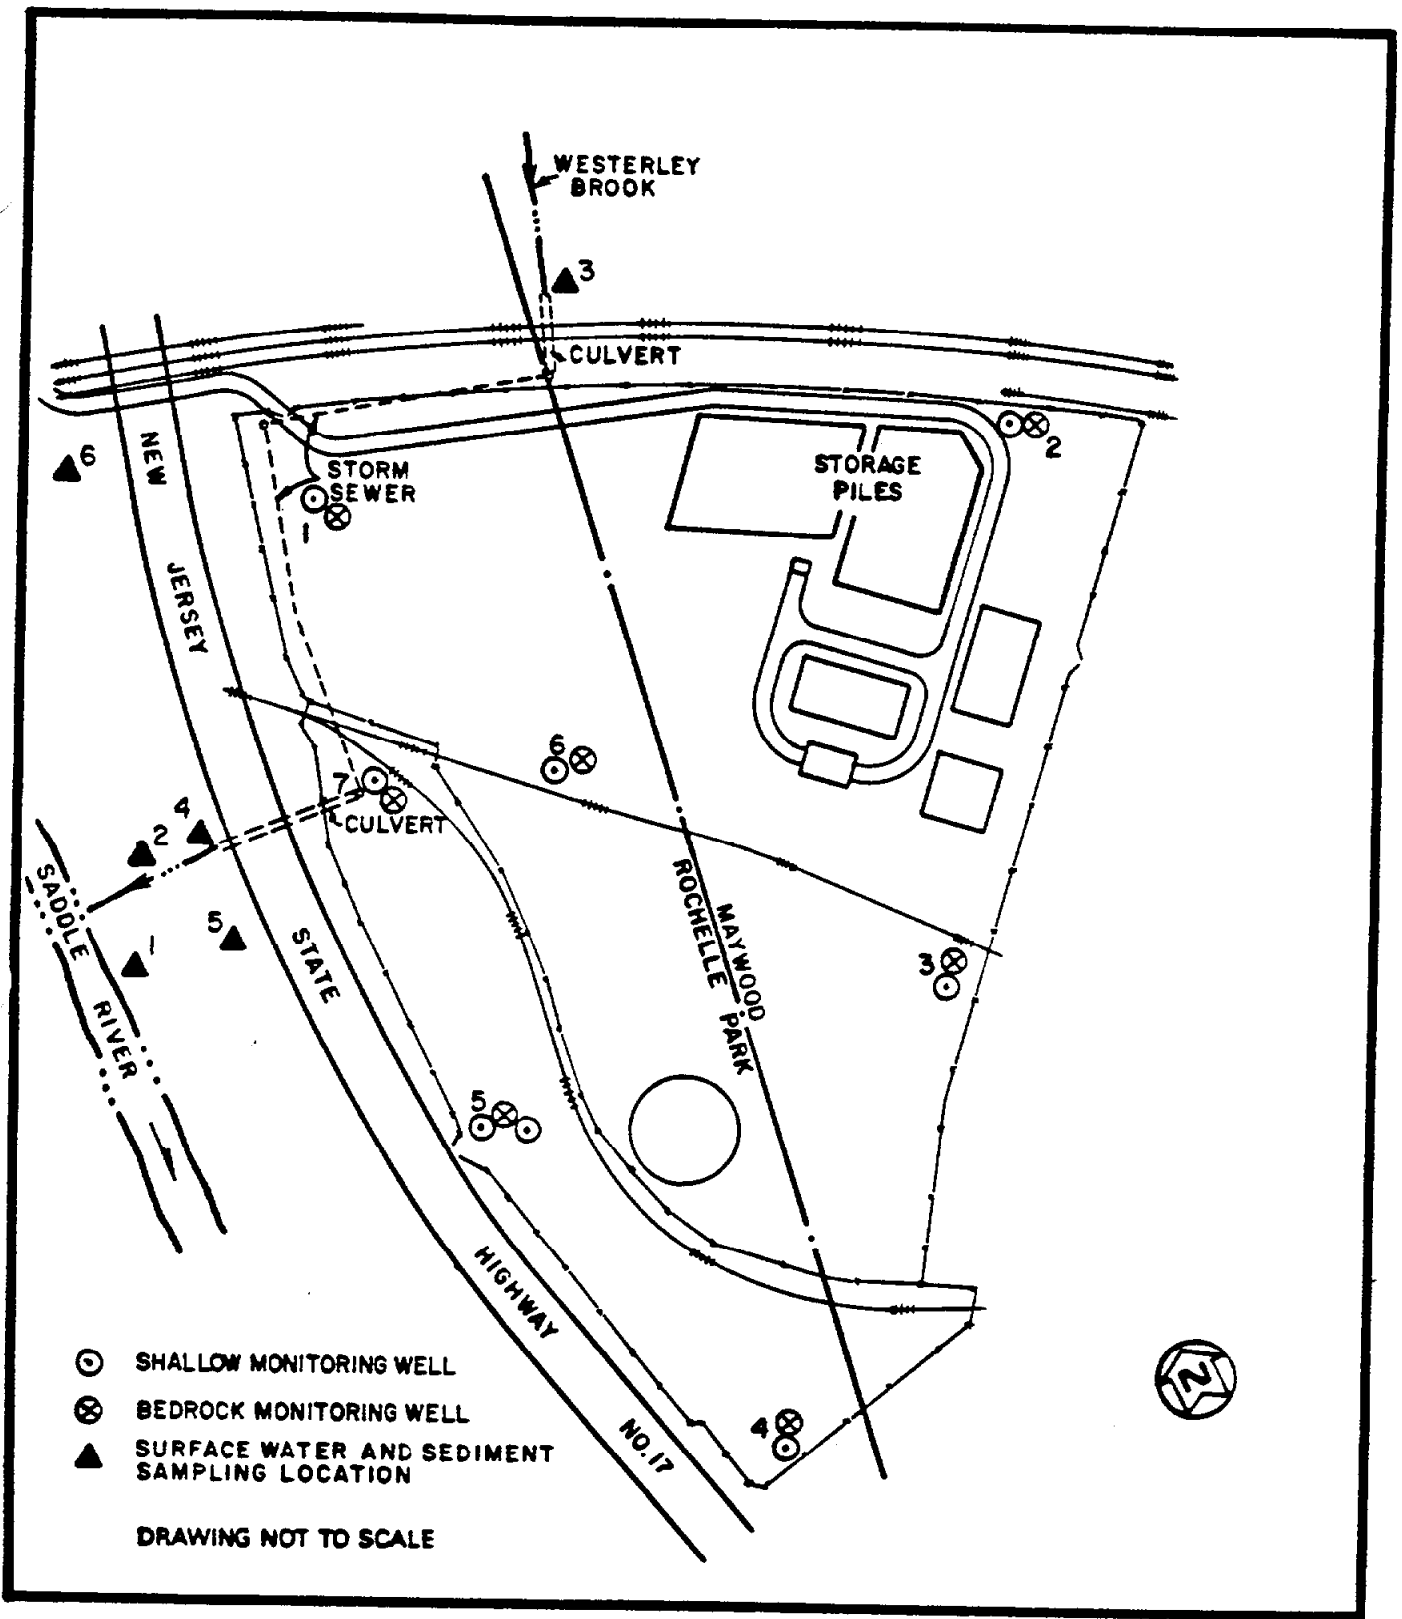 WESTERLEY
BROOK
3
CULVERT
6
NEW
JERSEY
STATE
HIGHWAY
NO. 17
STORM
SEWER
1
STORAGE
PILES
2
6
7
CULVERT
4
2
5
1
SADDLE
RIVER
MAYWOOD
ROCHELLE PARK
3
5
4
SHALLOW MONITORING WELL
BEDROCK MONITORING WELL
SURFACE WATER AND SEDIMENT
SAMPLING LOCATION
DRAWING NOT TO SCALE
N